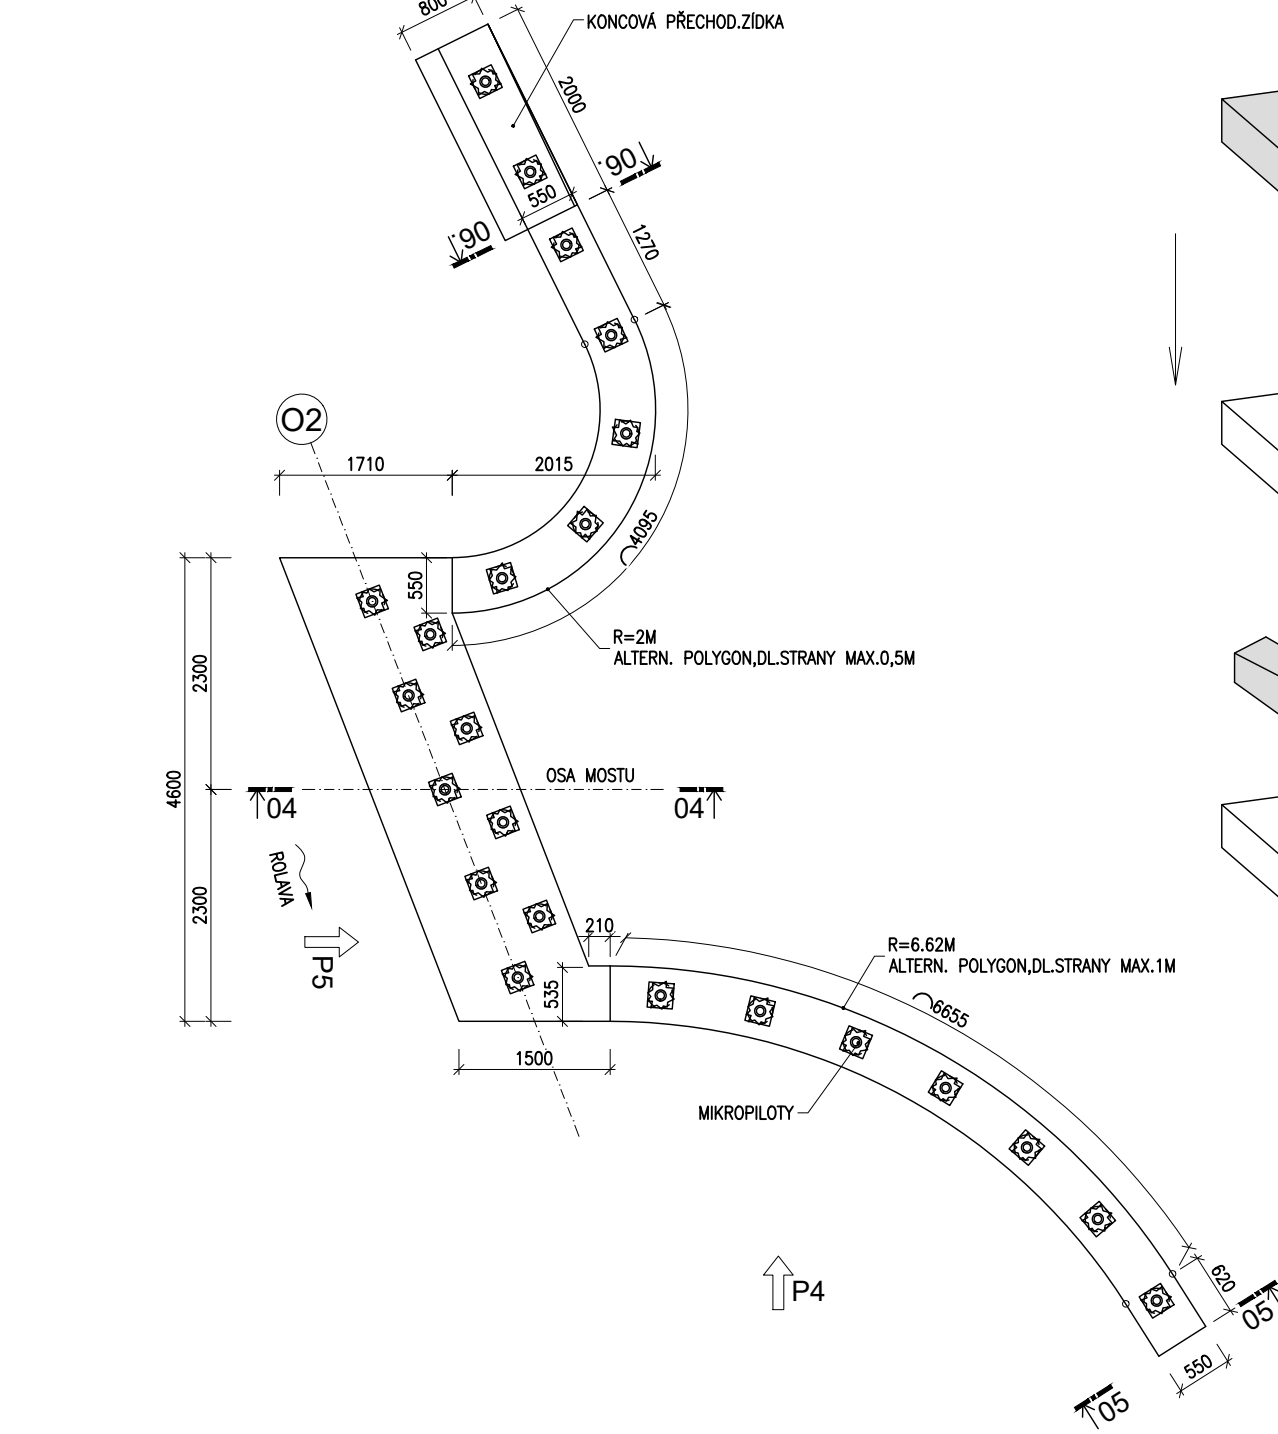 800
KONCOVÁ PŘECHOD.ZÍDKA
2000
06
550
06
1270
O2
1710
2015
4095
550
R=2M
ALTERN. POLYGON,DL.STRANY MAX.0,5M
2300
4600
OSA MOSTU
04
04
ROLAVA
2300
210
P5
535
R=6.62M
ALTERN. POLYGON,DL.STRANY MAX.1M
6655
1500
MIKROPILOTY
P4
620
05
550
05